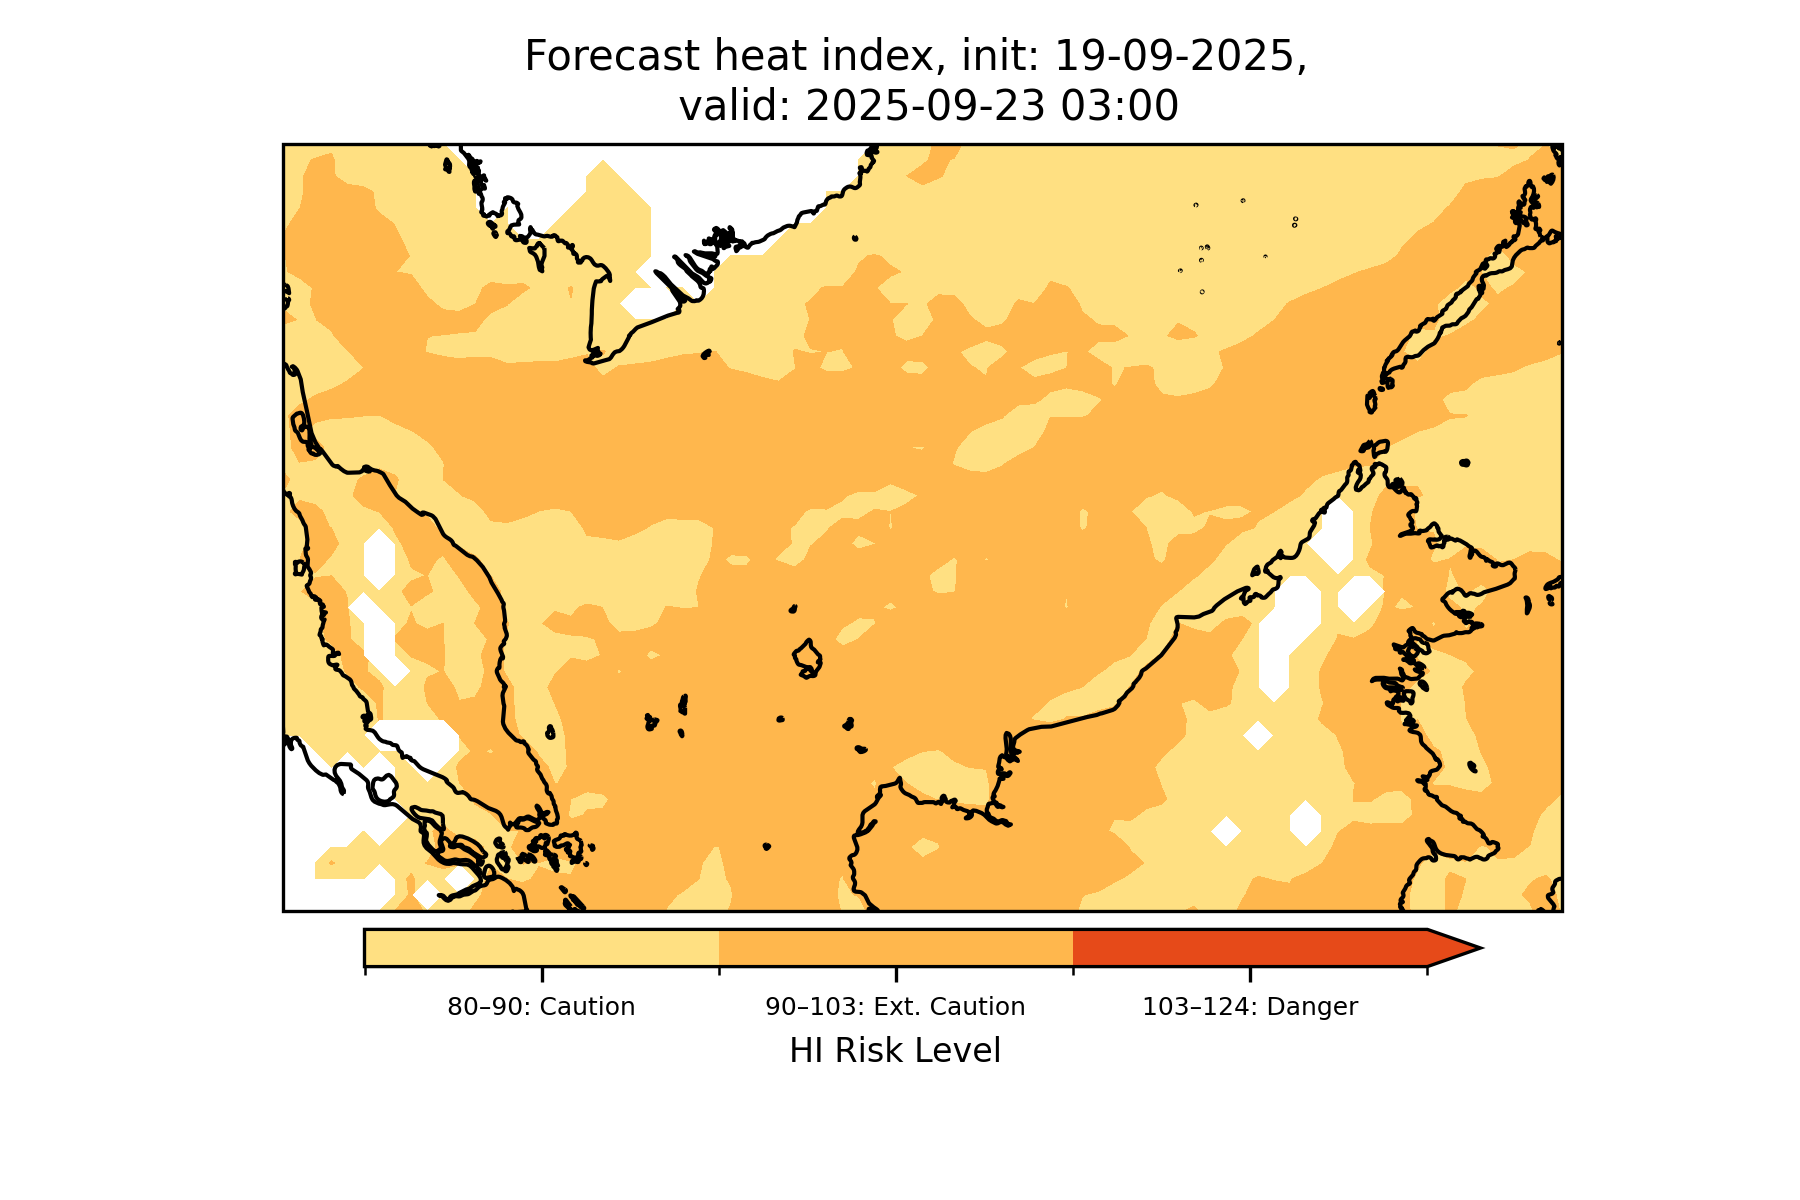 Forecast heat index, init: 19-09-2025,
valid: 2025-09-23 03:00
80–90: Caution
90–103: Ext. Caution
103–124: Danger
HI Risk Level